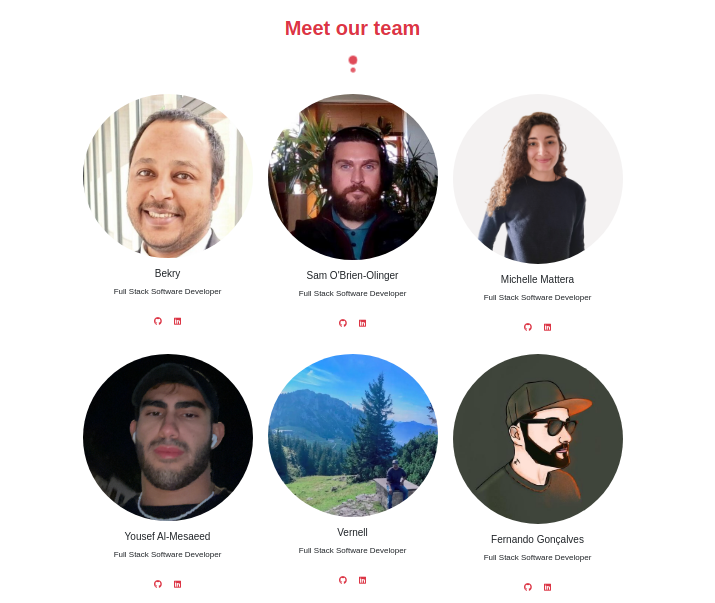 Meet our team
Bekry
Full Stack Software Developer
Sam O'Brien-Olinger
Full Stack Software Developer
Michelle Mattera
Full Stack Software Developer
Yousef Al-Mesaeed
Full Stack Software Developer
Vernell
Full Stack Software Developer
Fernando Gonçalves
Full Stack Software Developer